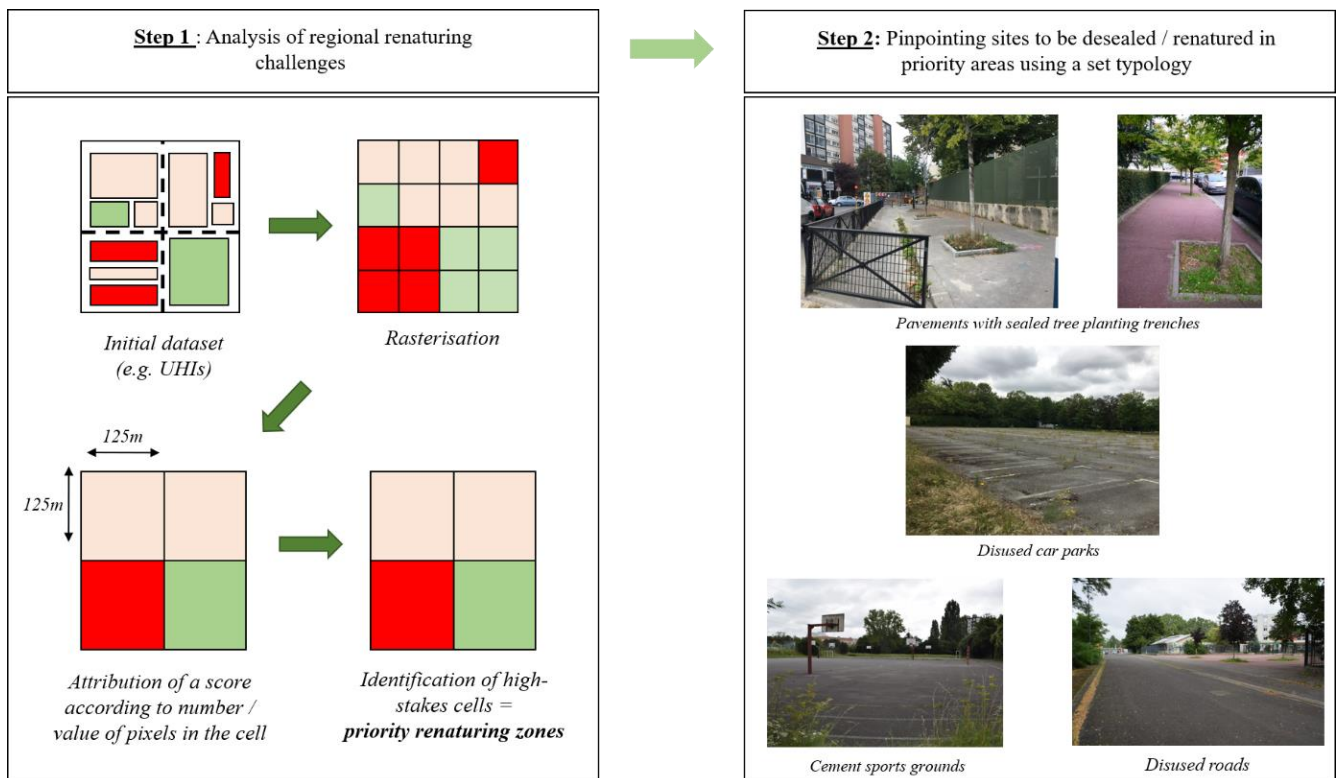 Step 1 : Analysis of regional renaturing
challenges
Initial dataset
(e.g. UHIs)
Rasterisation
125m
125m
Attribution of a score
according to number /
value of pixels in the cell
Identification of high-
stakes cells =
priority renaturing zones
Step 2: Pinpointing sites to be desealed / renatured in
priority areas using a set typology
Pavements with sealed tree planting trenches
Disused car parks
Cement sports grounds
Disused roads